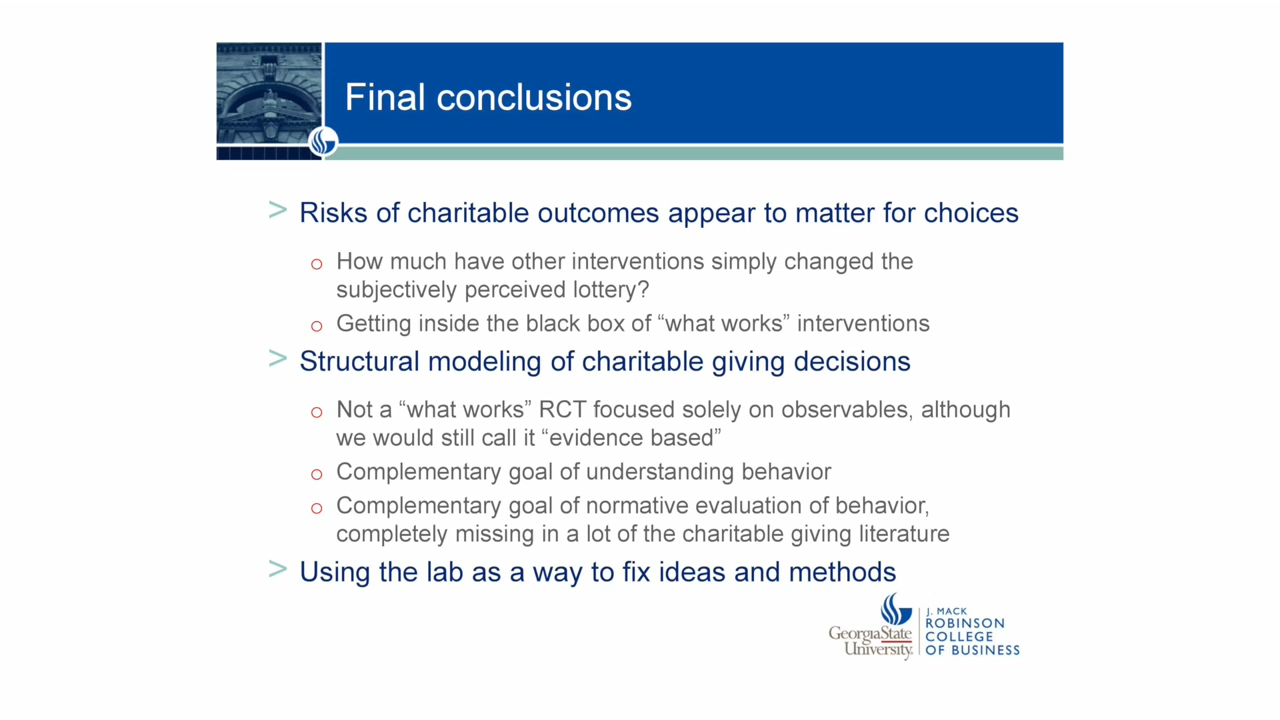 Final conclusions
> Risks of charitable outcomes appear to matter for choices
o How much have other interventions simply changed the
subjectively perceived lottery?
o Getting inside the black box of “what works” interventions
> Structural modeling of charitable giving decisions
o Not a “what works” RCT focused solely on observables, although
we would still call it “evidence based”
o Complementary goal of understanding behavior
o Complementary goal of normative evaluation of behavior,
completely missing in a lot of the charitable giving literature
> Using the lab as a way to fix ideas and methods
GeorgiaState
University
J. MACK
ROBINSON
COLLEGE
OF BUSINESS